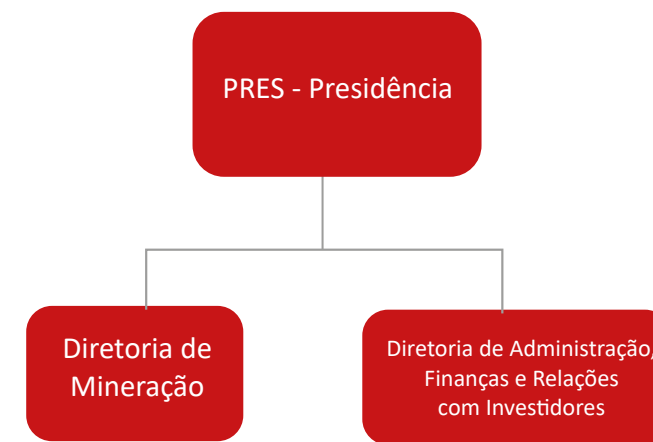 PRES - Presidência
Diretoria de
Mineração
Diretoria de Administração,
Finanças e Relações
com Investidores